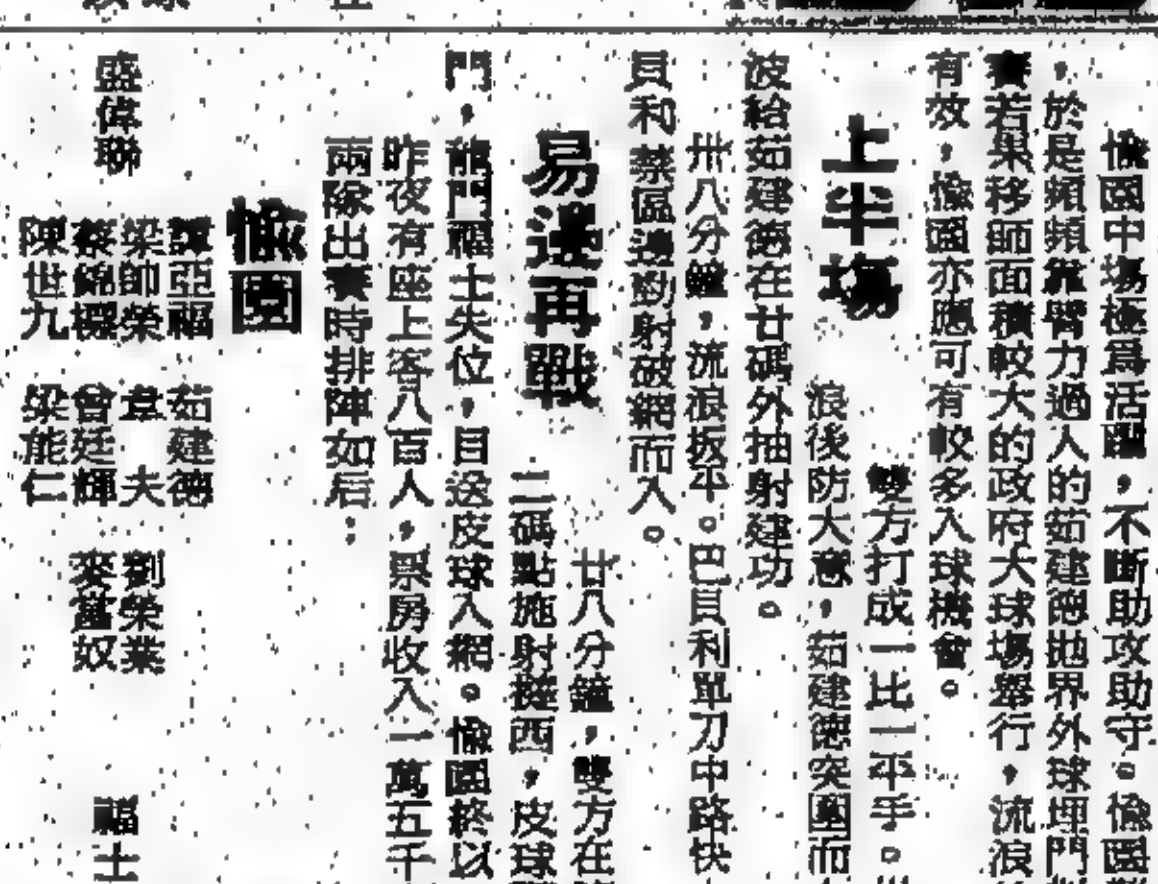 愉園中場極爲活躍，不斷助攻助守。愉園
，於是頻頻靠臂力過人的茹建德拋界外球埋門
賽若果移師面積較大的政府大球場舉行，流浪
有效，愉園亦應可有較多入球機會。
上半場
雙方打成一比一平手。
浪後防大意，茹建德突圍而
波給茹建德在廿碼外抽射建功。
卅八分鐘，流浪扳平。巴貝利單刀中路快
貝利禁區邊勁射破網而入。
易邊再戰
廿八分鐘，雙方在
二碼點施射挫西，皮球
門，龍門福士失位，目送皮球入網。愉園終以
昨夜有座上客八百人，票房收入一萬五千
兩隊出賽時排陣如后：
愉園
譚亞福 茹建德
梁師榮 韋夫 劉榮業
盛偉聯 福士
蔡錦標 曾廷輝 麥當奴
陳世九 梁能仁